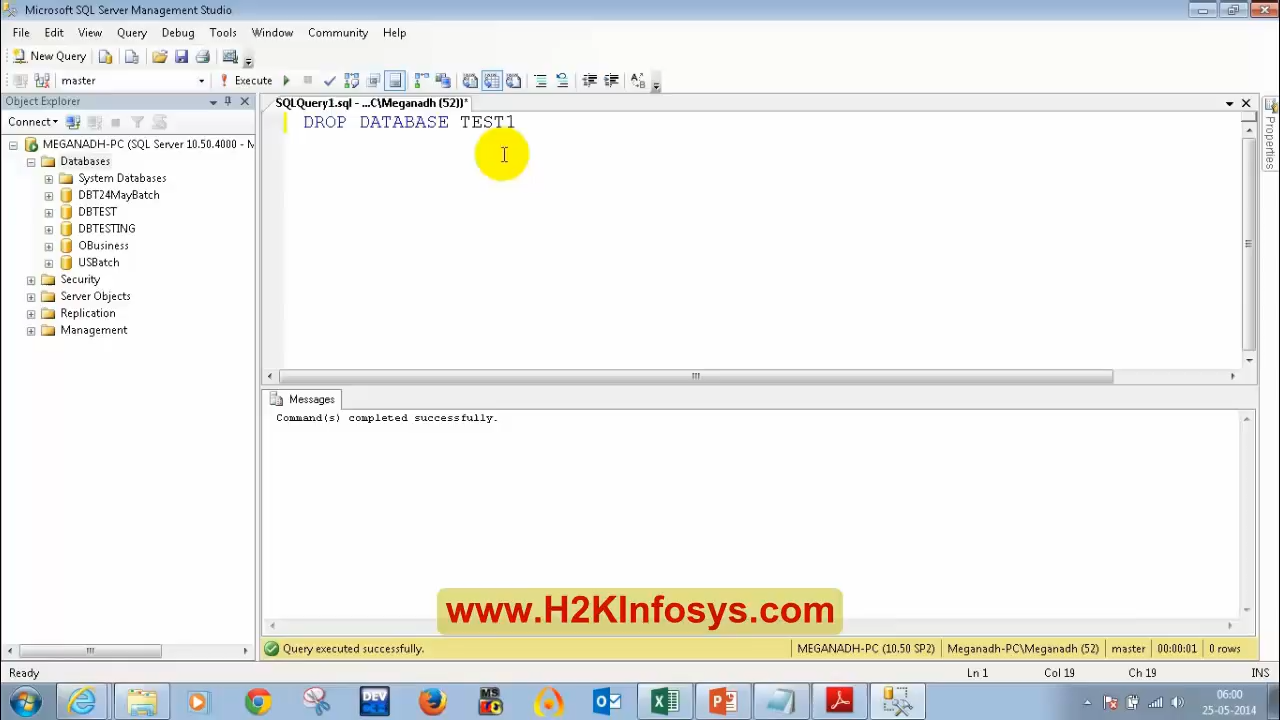 Microsoft SQL Server Management Studio
File Edit View Query Debug Tools Window Community Help
New Query
master Execute
Object Explorer
SQLQuery1.sql - ...C\Meganadh (52))*
Connect
DROP DATABASE TEST1
MEGANADH-PC (SQL Server 10.50.4000 - M
Databases
System Databases
DBT24MayBatch
DBTEST
DBTESTING
OBusiness
USBatch
Security
Server Objects
Replication
Management
Properties
Messages
Command(s) completed successfully.
www.H2KInfosys.com
Query executed successfully. MEGANADH-PC (10.50 SP2) Meganadh-PC\Meganadh (52) master 00:00:01 0 rows
Ready Ln 1 Col 19 Ch 19 INS
DEV
MS
06:00
25-05-2014